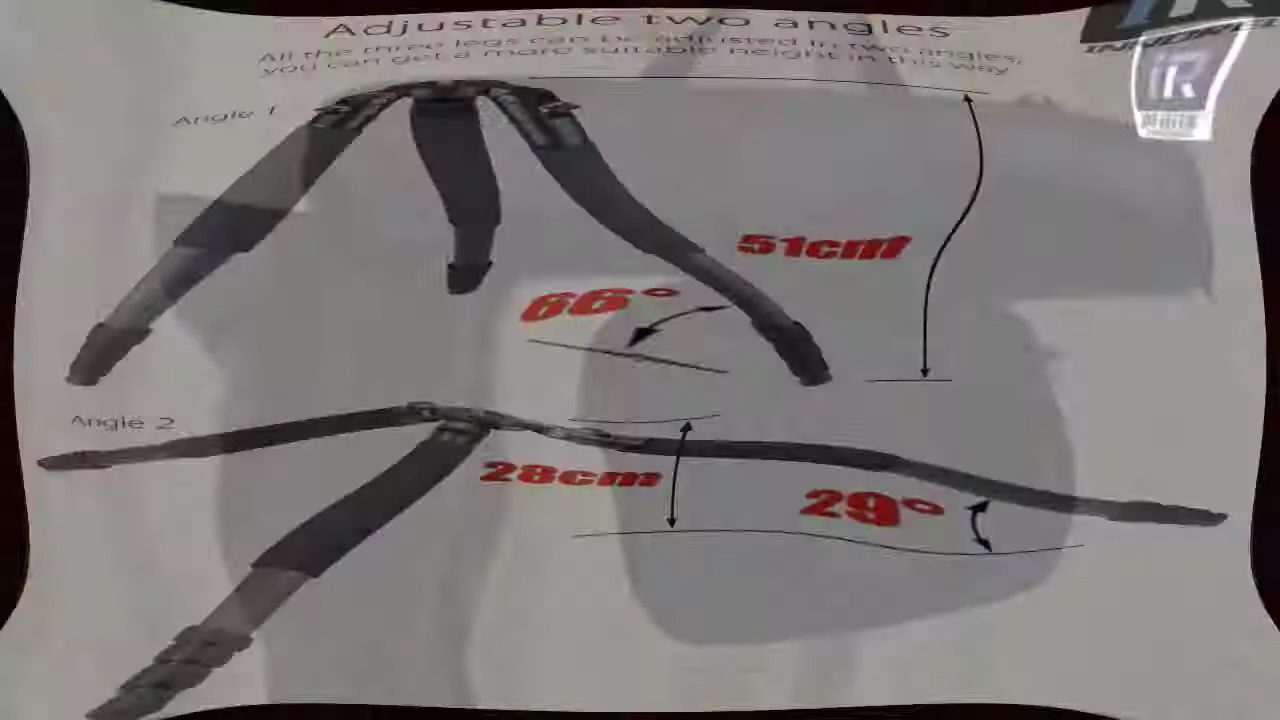 Adjustable two angles
All the three legs can be adjusted in two angles,
you can get a more suitable height in this way
iR
Angle 1
51cm
66°
Angle 2
28cm
29°